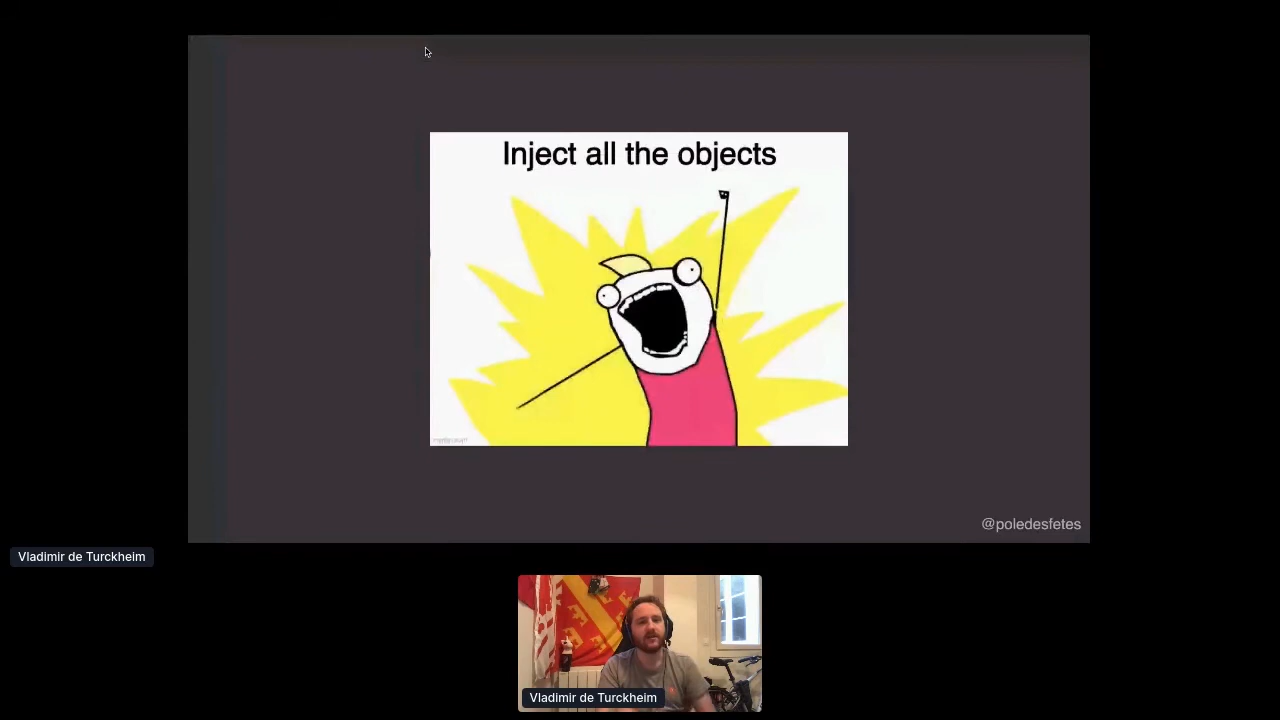 Inject all the objects
@poledesfetes
Vladimir de Turckheim
Vladimir de Turckheim